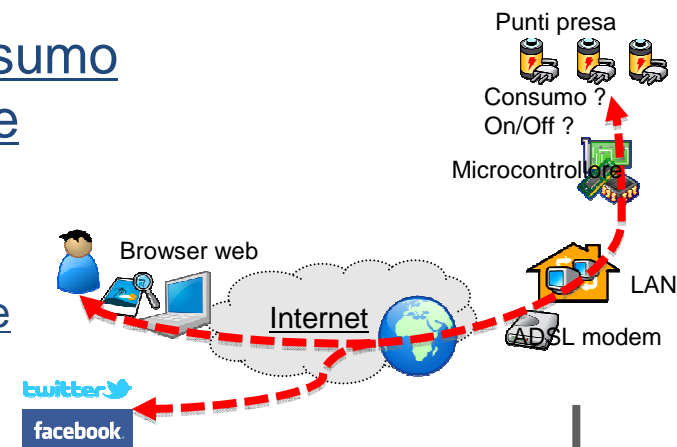 Punti presa
sumo
e
Consumo ?
On/Off ?
Microcontrollore
Browser web
LAN
Internet
e
ADSL modem
twitter
facebook